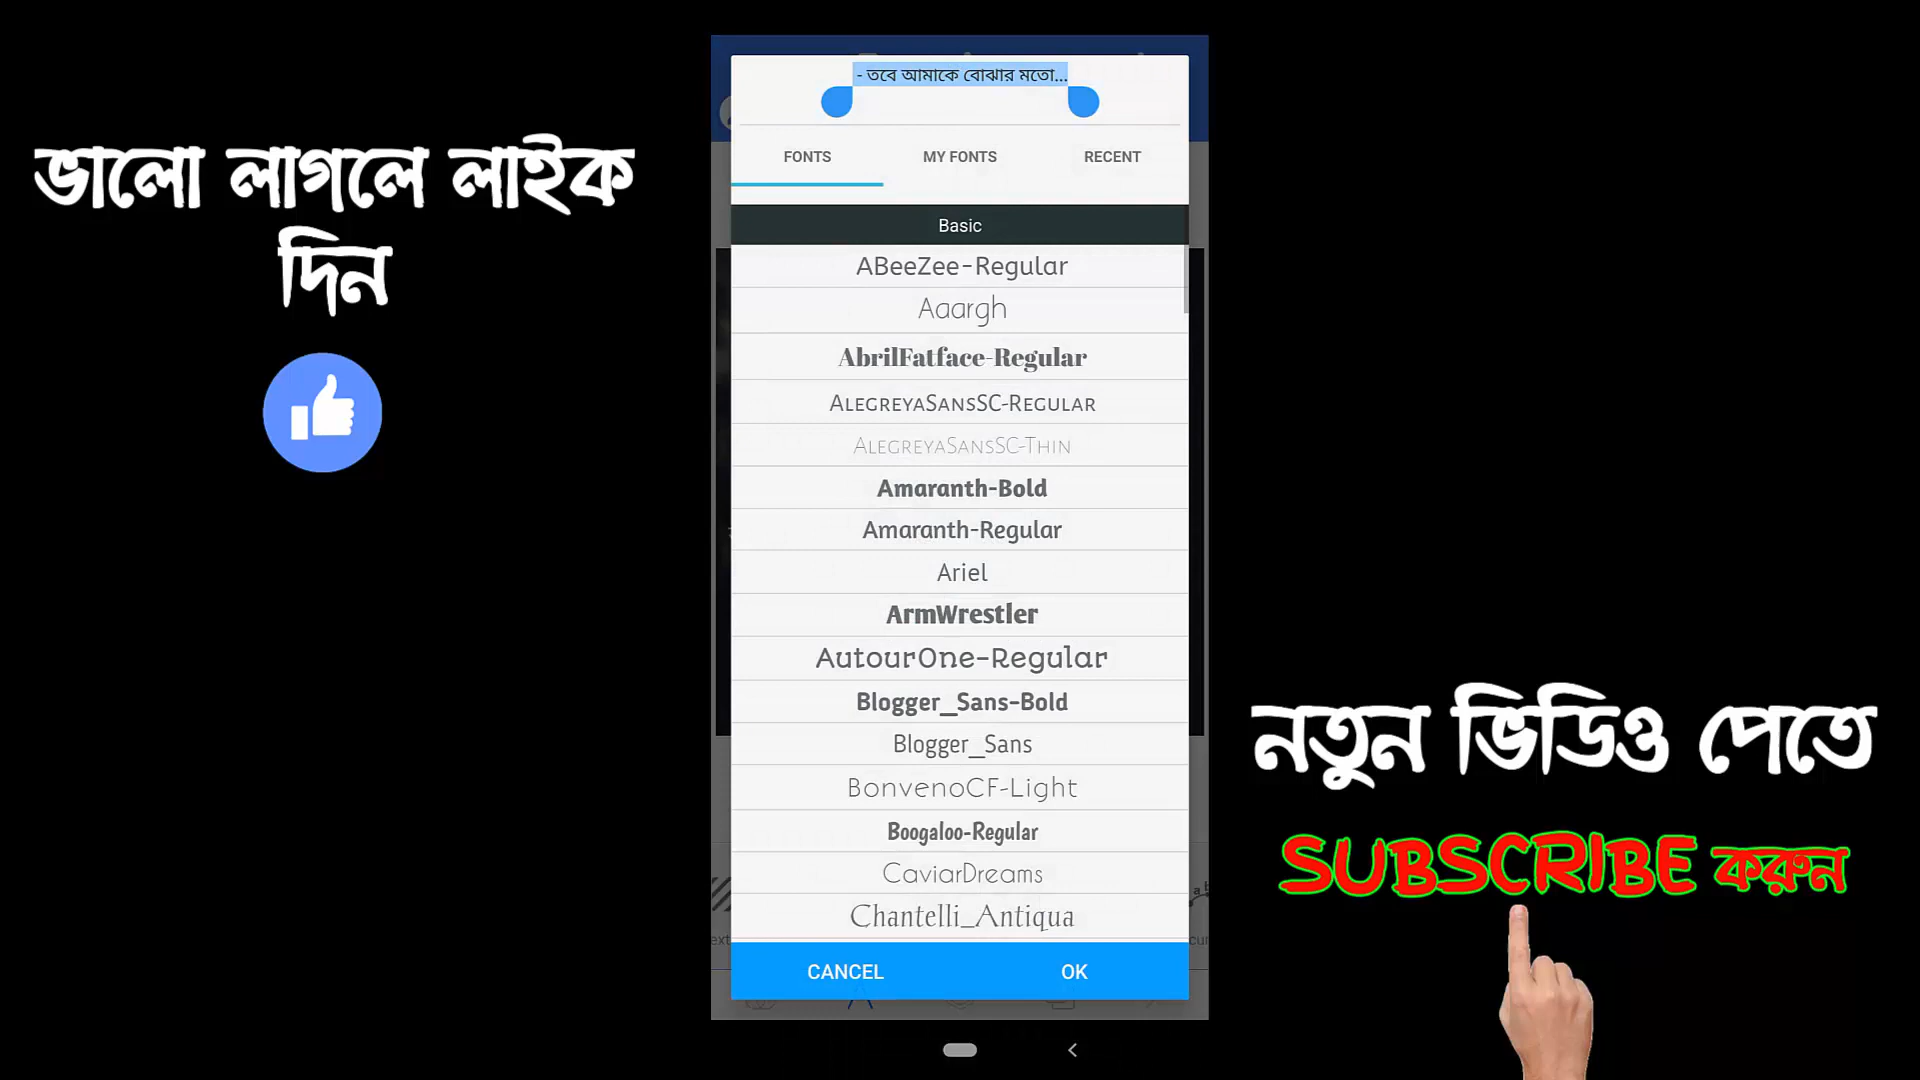 ভালো লাগলে লাইক
দিন
- তবে আমাকে বোঝার মতো...
FONTS
MY FONTS
RECENT
Basic
ABeeZee-Regular
Aaargh
AbrilFatface-Regular
AlegreyaSansSC-Regular
AlegreyaSansSC-Thin
Amaranth-Bold
Amaranth-Regular
Ariel
ArmWrestler
AutourOne-Regular
Blogger_Sans-Bold
Blogger_Sans
BonvenoCF-Light
Boogaloo-Regular
CaviarDreams
Chantelli_Antiqua
CANCEL
OK
নতুন ভিডিও পেতে
SUBSCRIBE করুন